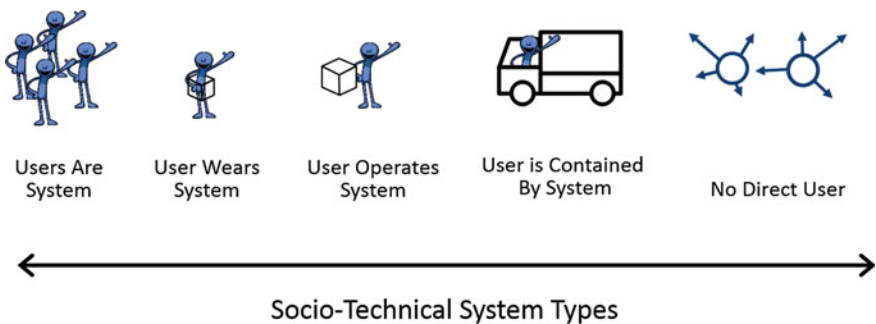 Users Are
System
User Wears
System
User Operates
System
User is Contained
By System
No Direct User
Socio-Technical System Types